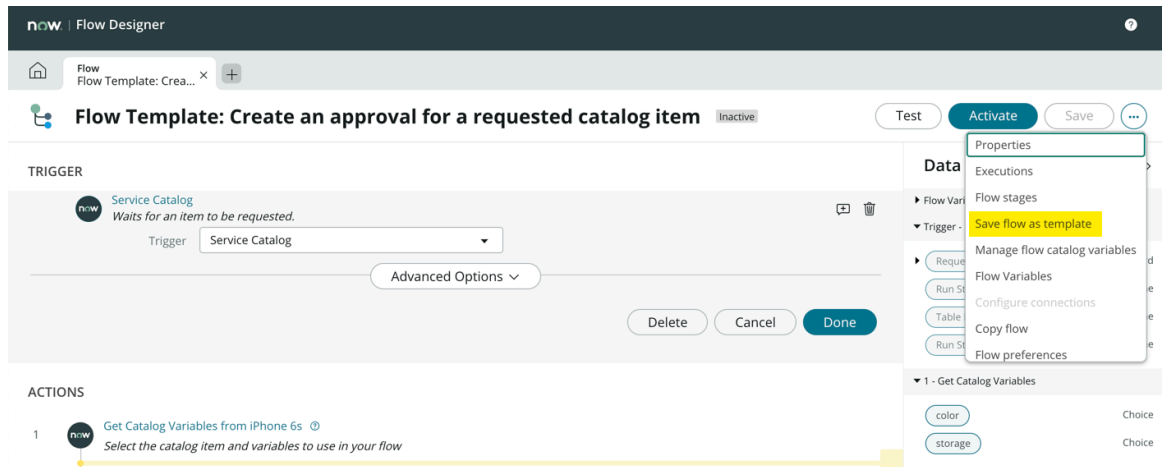 now. | Flow Designer
?
Flow
Flow Template: Crea... × +
Flow Template: Create an approval for a requested catalog item Inactive
Test Activate Save ...
Properties
Executions
Flow stages
Save flow as template
Manage flow catalog variables
Flow Variables
Configure connections
Copy flow
Flow preferences
TRIGGER
now
Service Catalog
Waits for an item to be requested.
Trigger Service Catalog
Advanced Options
Delete Cancel Done
ACTIONS
1 now Get Catalog Variables from iPhone 6s ?
Select the catalog item and variables to use in your flow
Data
Flow Vari
Trigger -
Reque
Run St
Table
Run St
1 - Get Catalog Variables
color Choice
storage Choice